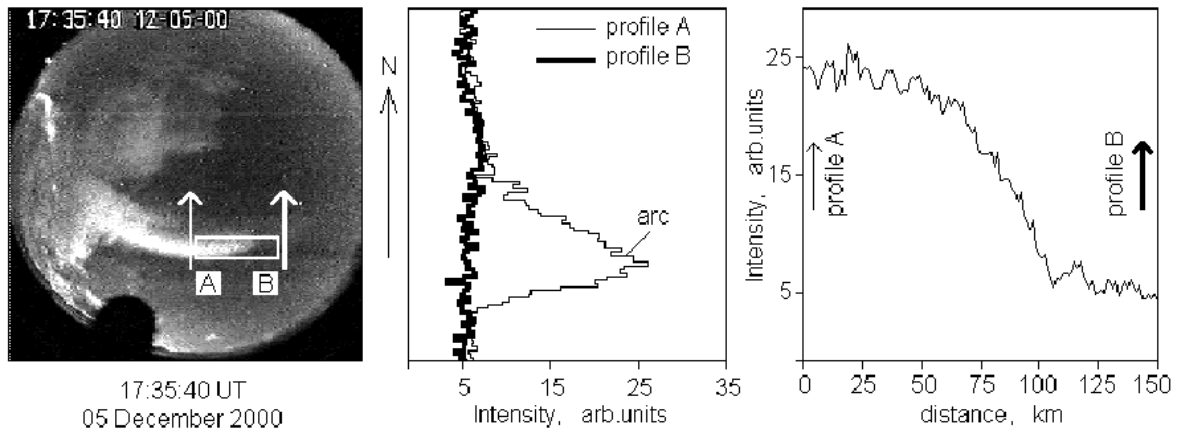 17:35:40 12-05-00
A
B
17:35:40 UT
05 December 2000
N
profile A
profile B
arc
5
15
25
35
Intensity, arb.units
Intensity, arb.units
25
15
5
profile A
profile B
0
25
50
75
100
125
150
distance, km